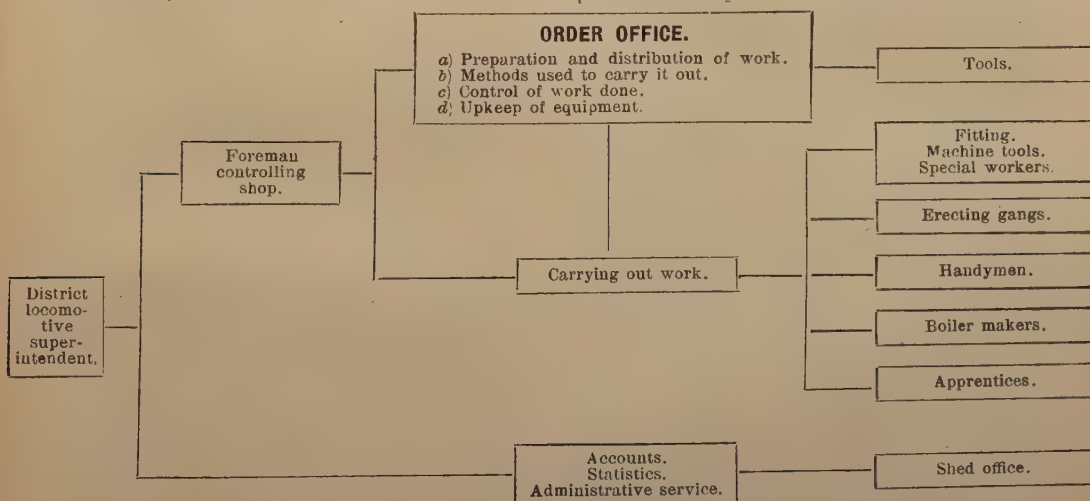 ORDER OFFICE.
a) Preparation and distribution of work.
b) Methods used to carry it out.
c) Control of work done.
d) Upkeep of equipment.
Tools.
Foreman
controlling
shop.
Fitting.
Machine tools.
Special workers.
Erecting gangs.
Carrying out work.
Handymen.
District
locomo-
tive
super-
intendent.
Boiler makers.
Apprentices.
Accounts.
Statistics.
Administrative service.
Shed office.